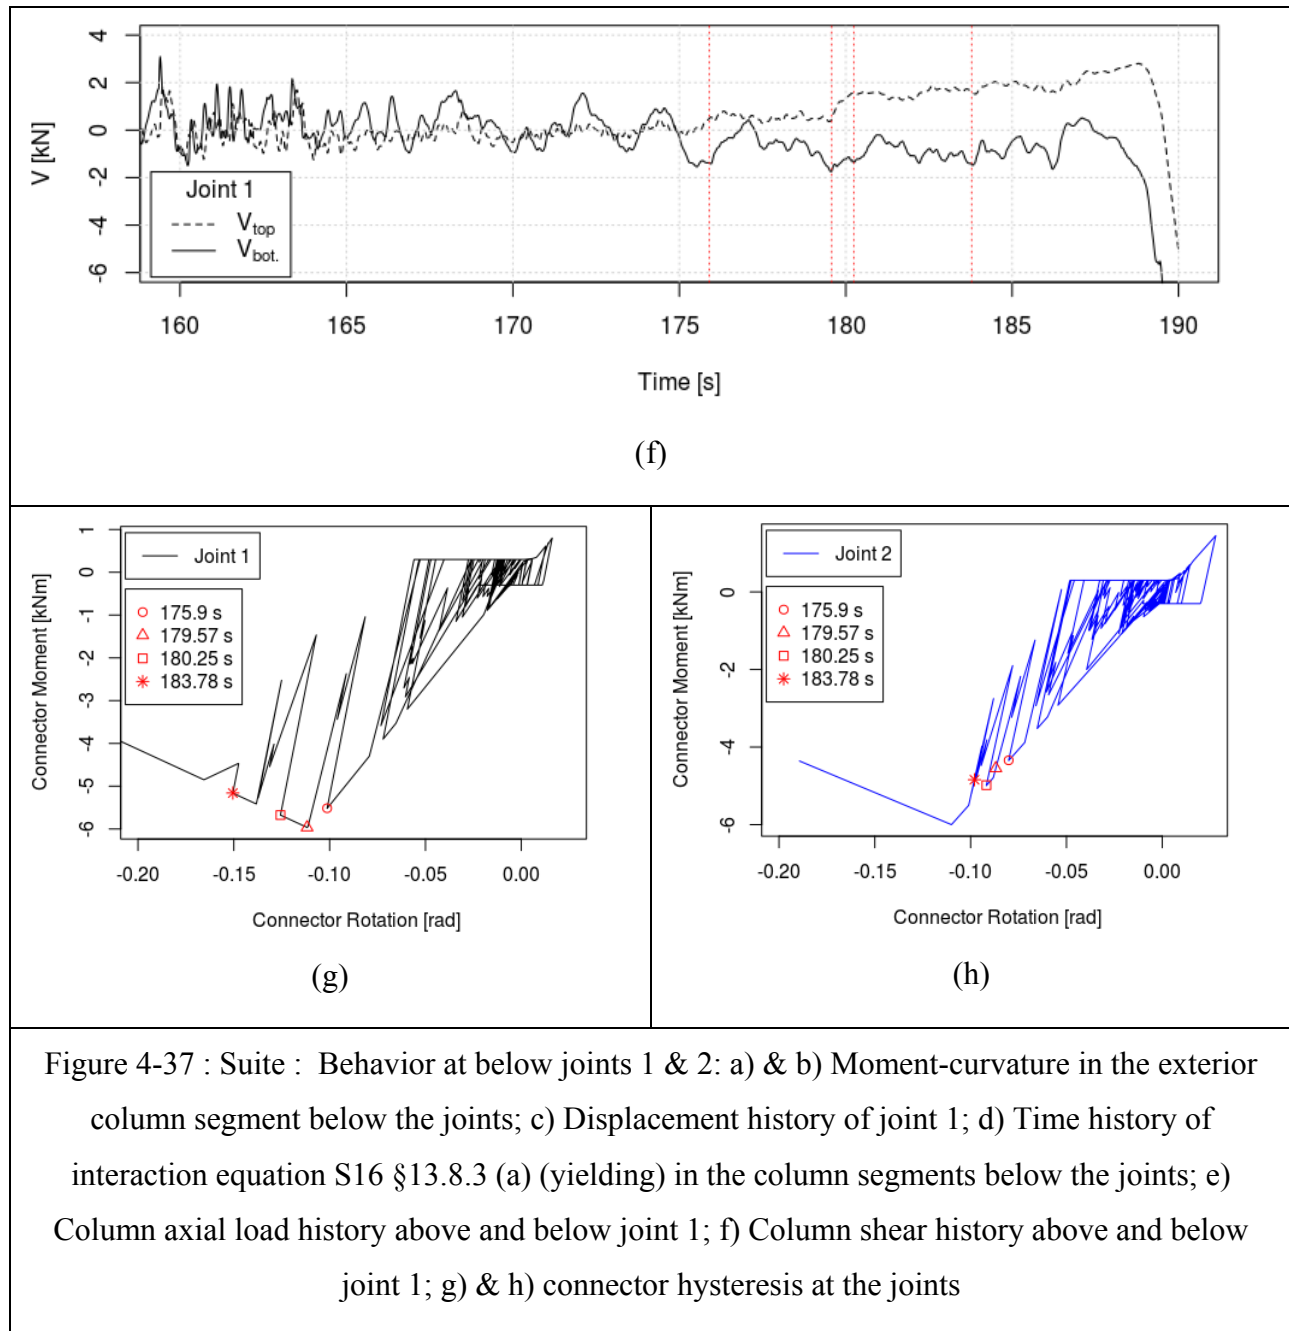 4
2
0
-2
-4
-6
V [kN]
Joint 1
V_top
V_bot.
160 165 170 175 180 185 190
Time [s]
(f)
1
0
-1
-2
-3
-4
-5
-6
Connector Moment [kNm]
Joint 1
175.9 s
179.57 s
180.25 s
183.78 s
-0.20 -0.15 -0.10 -0.05 0.00
Connector Rotation [rad]
(g)
0
-2
-4
-6
Connector Moment [kNm]
Joint 2
175.9 s
179.57 s
180.25 s
183.78 s
-0.20 -0.15 -0.10 -0.05 0.00
Connector Rotation [rad]
(h)
Figure 4-37 : Suite : Behavior at below joints 1 & 2: a) & b) Moment-curvature in the exterior
column segment below the joints; c) Displacement history of joint 1; d) Time history of
interaction equation S16 §13.8.3 (a) (yielding) in the column segments below the joints; e)
Column axial load history above and below joint 1; f) Column shear history above and below
joint 1; g) & h) connector hysteresis at the joints